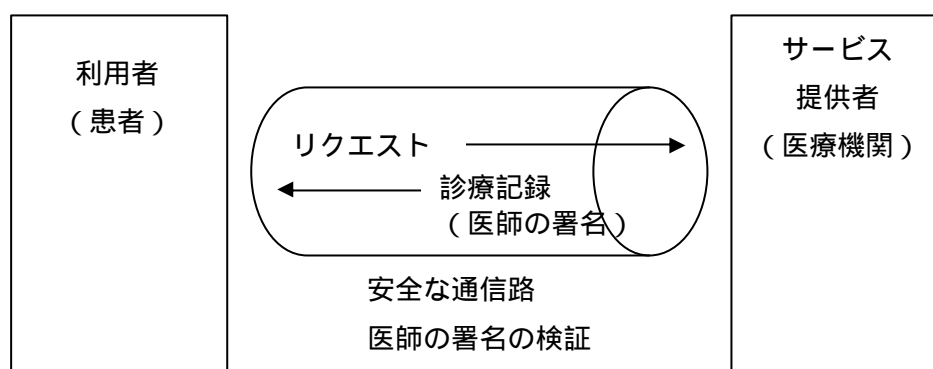 利用者
（患者）
サービス
提供者
（医療機関）
リクエスト
診療記録
（医師の署名）
安全な通信路
医師の署名の検証